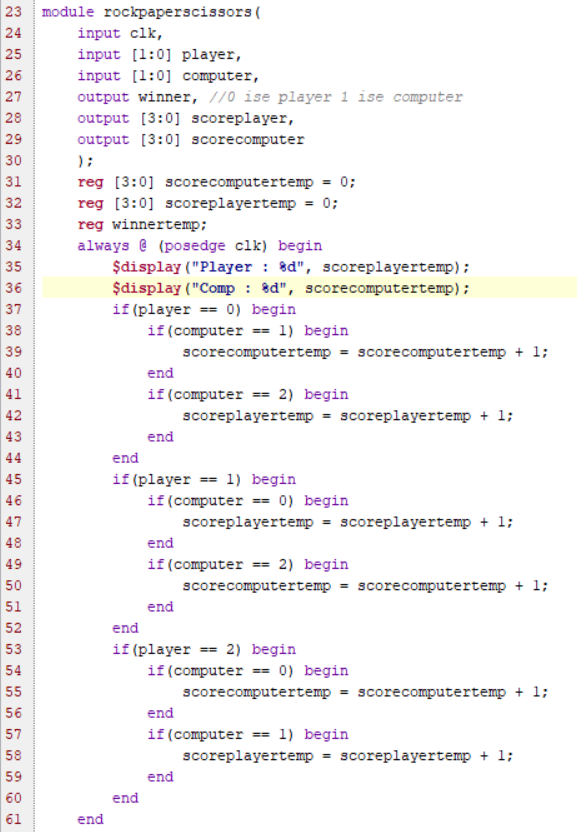 23 module rockpaperscissors(
24     input clk,
25     input [1:0] player,
26     input [1:0] computer,
27     output winner, //0 ise player 1 ise computer
28     output [3:0] scoreplayer,
29     output [3:0] scorecomputer
30     );
31     reg [3:0] scorecomputertemp = 0;
32     reg [3:0] scoreplayertemp = 0;
33     reg winnertemp;
34     always @ (posedge clk) begin
35         $display("Player : %d", scoreplayertemp);
36         $display("Comp : %d", scorecomputertemp);
37         if(player == 0) begin
38             if(computer == 1) begin
39                 scorecomputertemp = scorecomputertemp + 1;
40             end
41             if(computer == 2) begin
42                 scoreplayertemp = scoreplayertemp + 1;
43             end
44         end
45         if(player == 1) begin
46             if(computer == 0) begin
47                 scoreplayertemp = scoreplayertemp + 1;
48             end
49             if(computer == 2) begin
50                 scorecomputertemp = scorecomputertemp + 1;
51             end
52         end
53         if(player == 2) begin
54             if(computer == 0) begin
55                 scorecomputertemp = scorecomputertemp + 1;
56             end
57             if(computer == 1) begin
58                 scoreplayertemp = scoreplayertemp + 1;
59             end
60         end
61     end